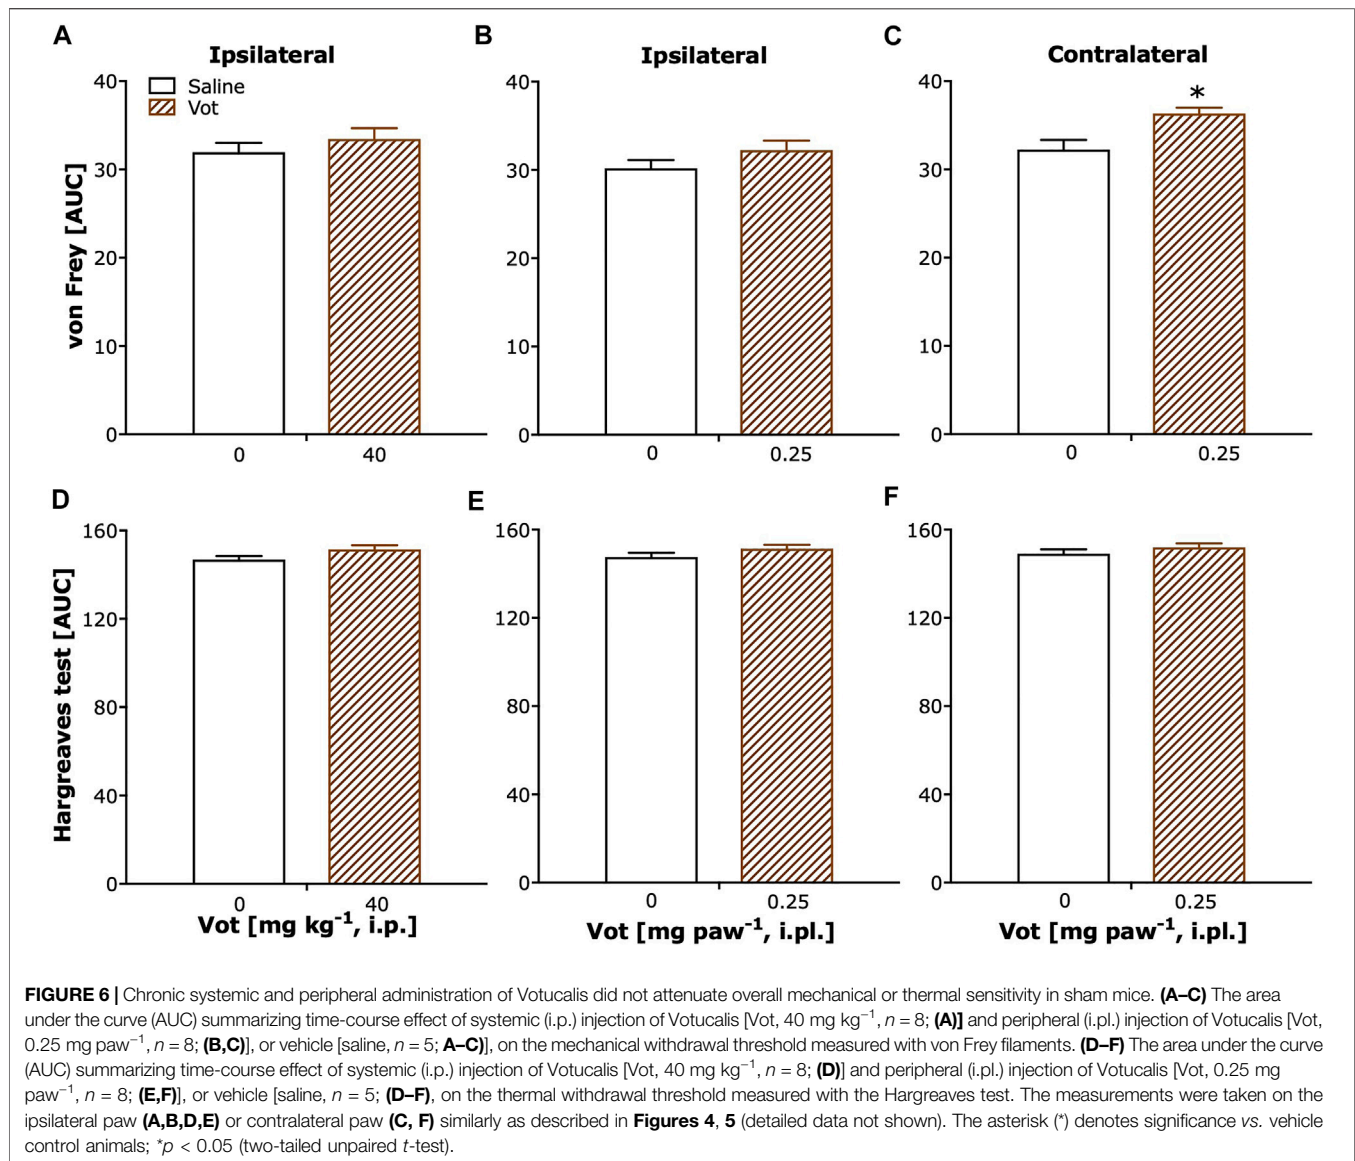 A
Ipsilateral
Saline
Vot
von Frey [AUC]
40
30
20
10
0
0
40
B
Ipsilateral
40
30
20
10
0
0
0.25
C
Contralateral
*
40
30
20
10
0
0
0.25
D
Hargreaves test [AUC]
160
120
80
40
0
0
40
Vot [mg kg⁻¹, i.p.]
E
160
120
80
40
0
0
0.25
Vot [mg paw⁻¹, i.pl.]
F
160
120
80
40
0
0
0.25
Vot [mg paw⁻¹, i.pl.]
FIGURE 6 | Chronic systemic and peripheral administration of Votucalis did not attenuate overall mechanical or thermal sensitivity in sham mice. (A–C) The area
under the curve (AUC) summarizing time-course effect of systemic (i.p.) injection of Votucalis [Vot, 40 mg kg⁻¹, n = 8; (A)] and peripheral (i.pl.) injection of Votucalis [Vot,
0.25 mg paw⁻¹, n = 8; (B,C)], or vehicle [saline, n = 5; A–C)], on the mechanical withdrawal threshold measured with von Frey filaments. (D–F) The area under the curve
(AUC) summarizing time-course effect of systemic (i.p.) injection of Votucalis [Vot, 40 mg kg⁻¹, n = 8; (D)] and peripheral (i.pl.) injection of Votucalis [Vot, 0.25 mg
paw⁻¹, n = 8; (E,F)], or vehicle [saline, n = 5; (D–F), on the thermal withdrawal threshold measured with the Hargreaves test. The measurements were taken on the
ipsilateral paw (A,B,D,E) or contralateral paw (C, F) similarly as described in Figures 4, 5 (detailed data not shown). The asterisk (*) denotes significance vs. vehicle
control animals; *p < 0.05 (two-tailed unpaired t-test).